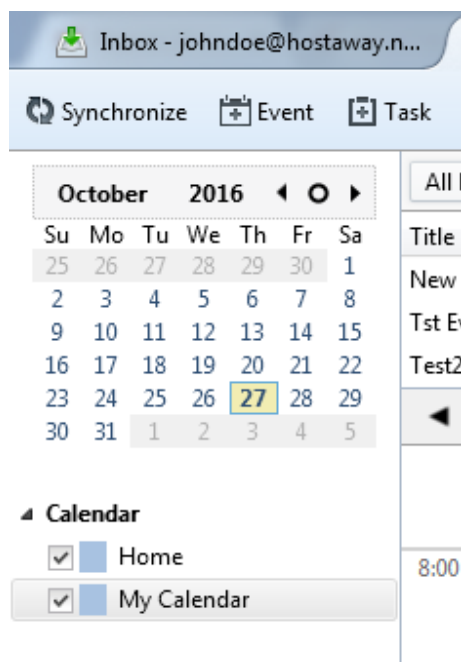 Inbox - johndoe@hostaway.n...
Synchronize Event Task
October 2016
Su Mo Tu We Th Fr Sa
25 26 27 28 29 30 1
2 3 4 5 6 7 8
9 10 11 12 13 14 15
16 17 18 19 20 21 22
23 24 25 26 27 28 29
30 31 1 2 3 4 5
Calendar
Home
My Calendar
All
Title
New
Tst E
Test2
8:00